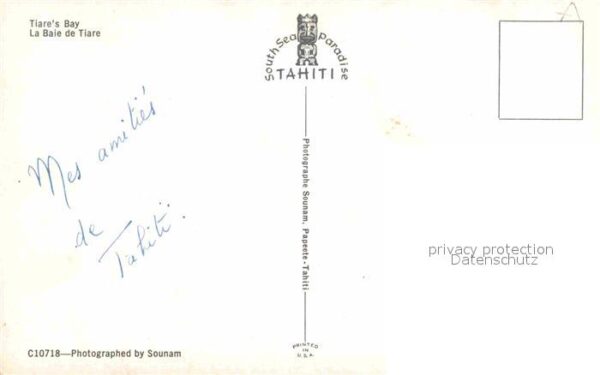 Tiare's Bay
La Baie de Tiare
South Sea Paradise
TAHITI
Mes amitiés
de
Tahiti.
Photographe Sounam, Papeete-Tahiti
privacy protection
Datenschutz
C10718—Photographed by Sounam
PRINTED
IN
U.S.A.